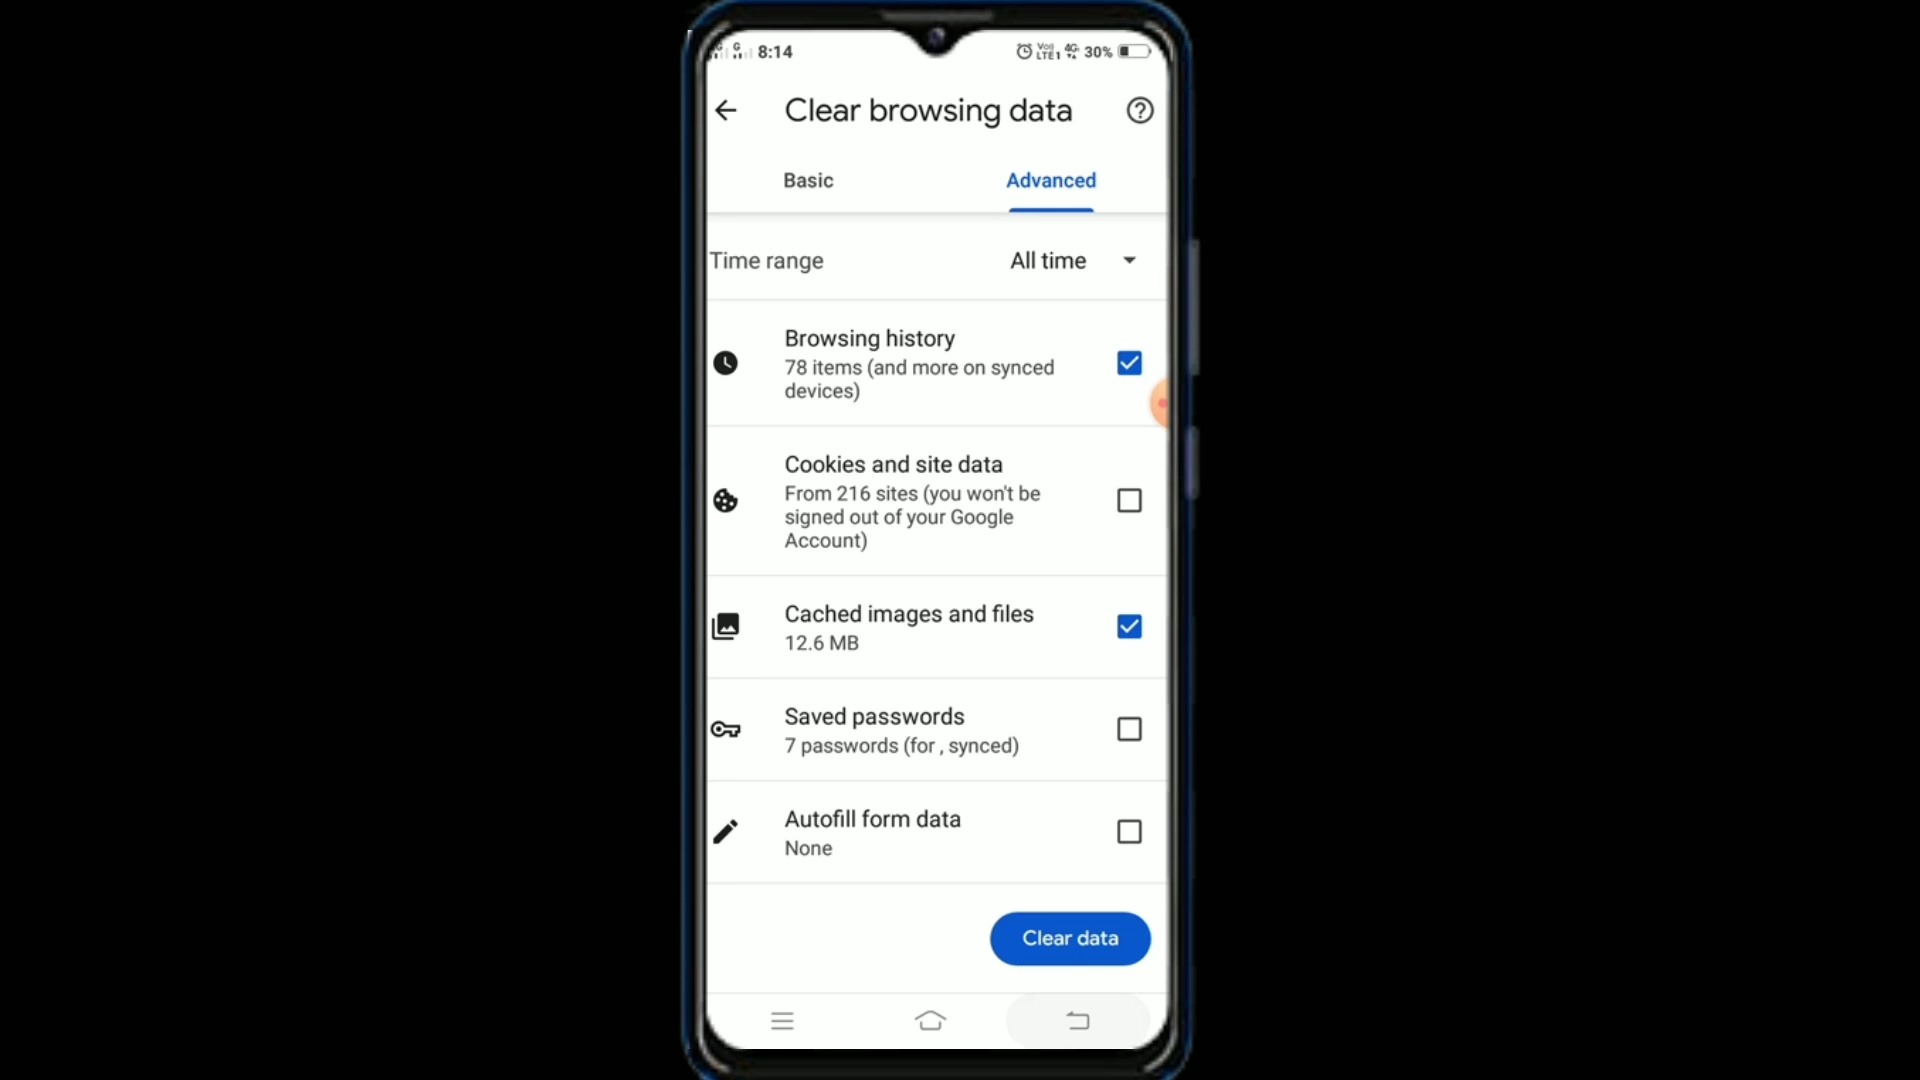 8:14
30%
Clear browsing data
Basic
Advanced
Time range
All time
Browsing history
78 items (and more on synced
devices)
Cookies and site data
From 216 sites (you won't be
signed out of your Google
Account)
Cached images and files
12.6 MB
Saved passwords
7 passwords (for , synced)
Autofill form data
None
Clear data